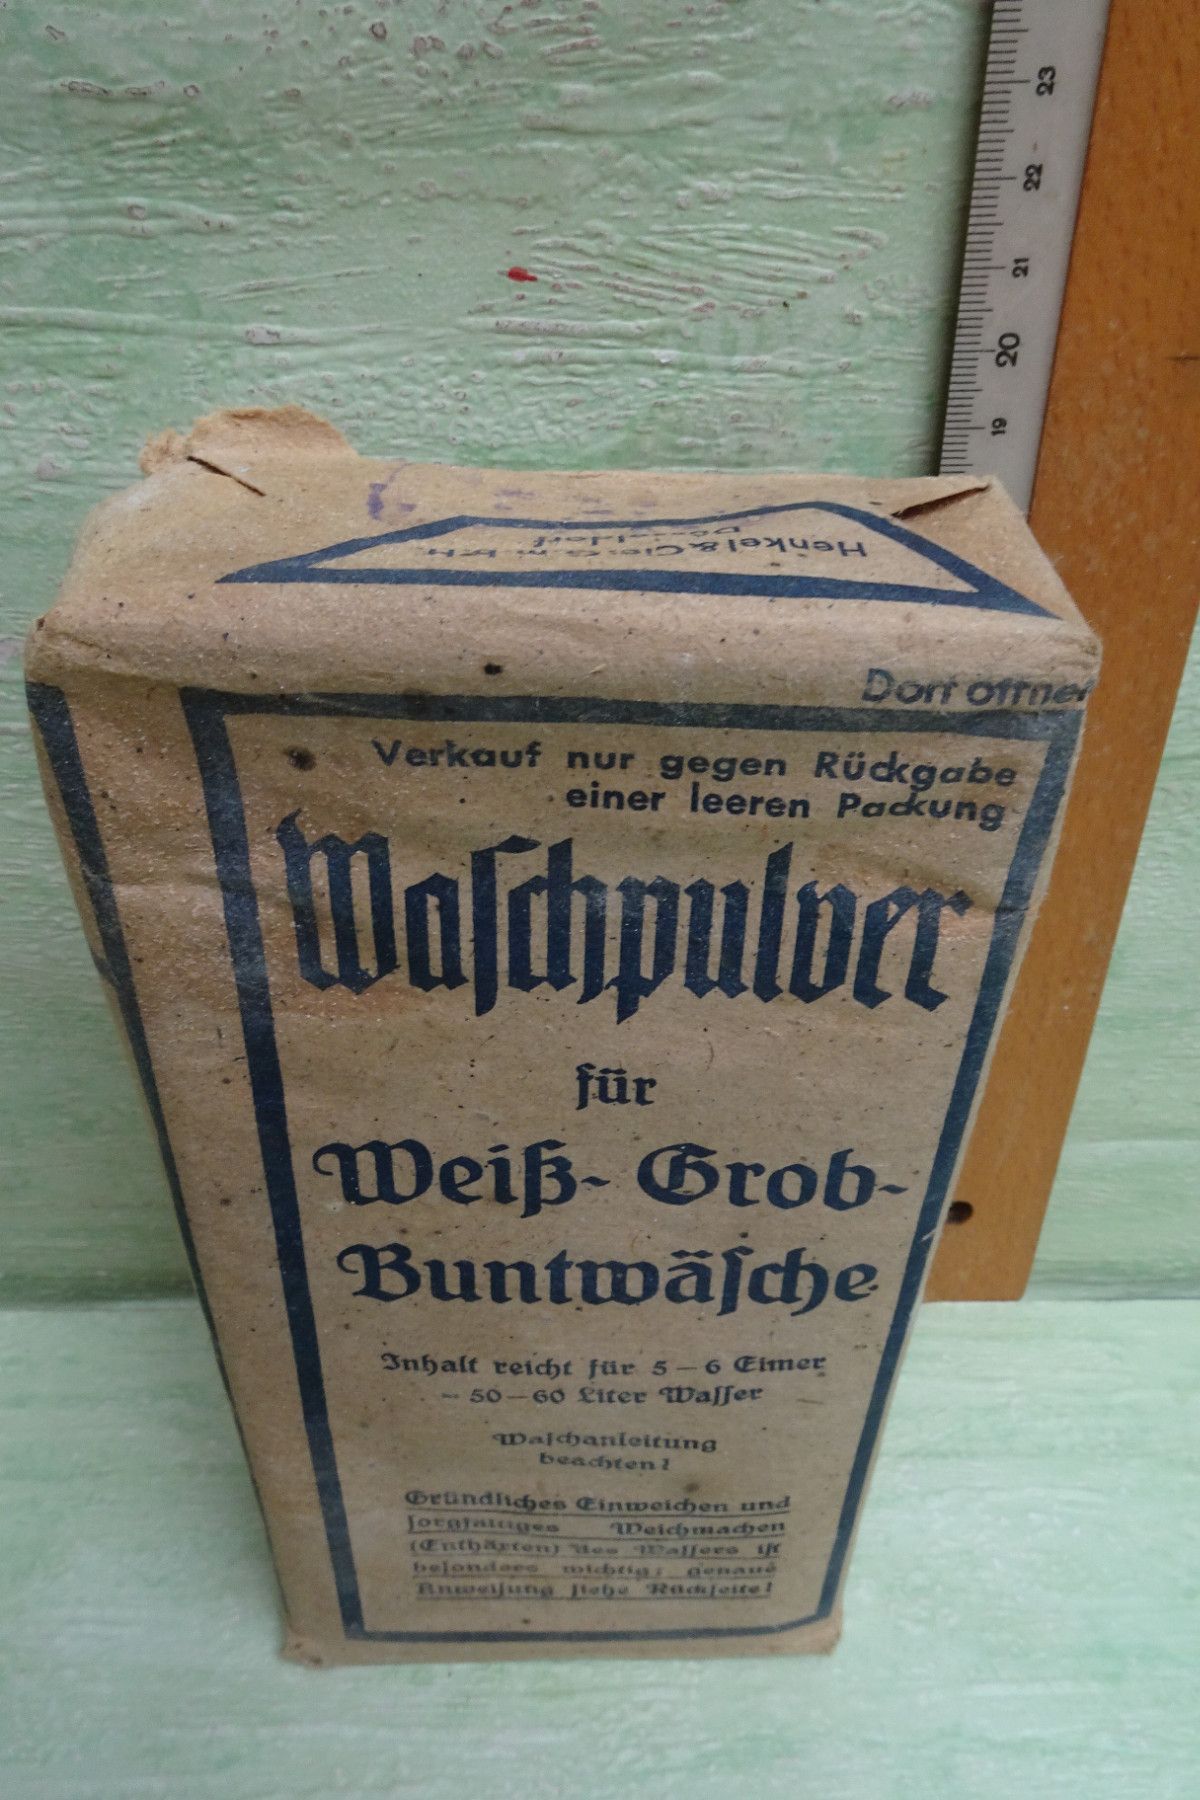 23
22
21
20
19
Henkel & Cie. G.m.b.H.
Düsseldorf
Dort öffnen
Verkauf nur gegen Rückgabe
einer leeren Packung
Waſchpulver
für
Weiß- Grob-
Buntwäſche
Inhalt reicht für 5–6 Eimer
= 50–60 Liter Waſſer
Waſchanleitung
beachten!
Gründliches Einweichen und
ſorgfältiges Weichmachen
(Enthärten) des Waſſers iſt
beſonders wichtig; genaue
Anweiſung ſiehe Rückſeite!